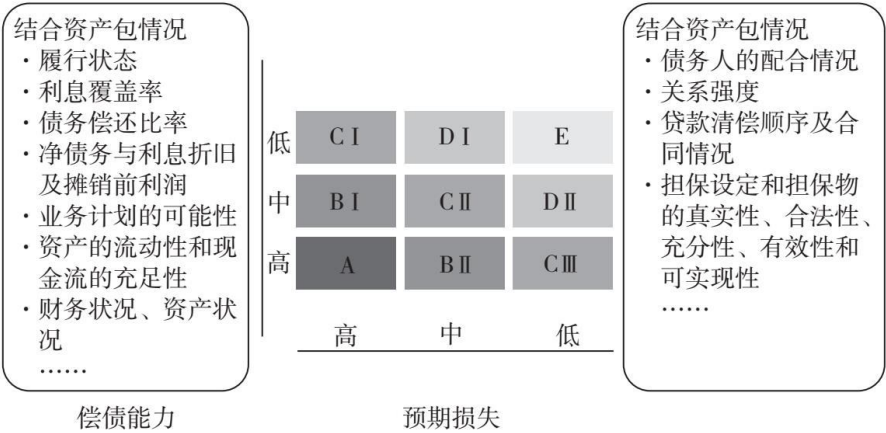 结合资产包情况
·履行状态
·利息覆盖率
·债务偿还比率
·净债务与利息折旧
及摊销前利润
·业务计划的可能性
·资产的流动性和现
金流的充足性
·财务状况、资产状
况
……
偿债能力
低 CⅠ DⅠ E
中 BⅠ CⅡ DⅡ
高 A BⅡ CⅢ
高 中 低
预期损失
结合资产包情况
·债务人的配合情况
·关系强度
·贷款清偿顺序及合
同情况
·担保设定和担保物
的真实性、合法性、
充分性、有效性和
可实现性
……